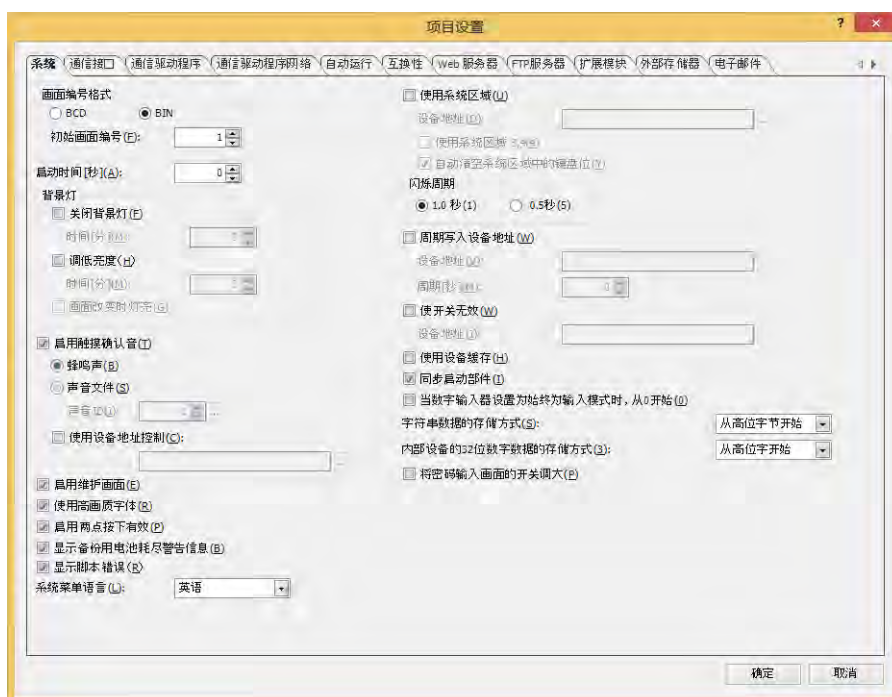 项目设置
?
×
系统 通信接口 通信驱动程序 通信驱动程序网络 自动运行 互换性 Web 服务器 FTP服务器 扩展模块 外部存储器 电子邮件
画面编号格式
BCD
BIN
初始画面编号(F):
1
启动时间[秒](A):
0
背景灯
关闭背景灯(F)
时间[分](M):
调低亮度(H)
时间[分](M):
画面改变时灯亮(G)
启用触摸确认音(T)
蜂鸣声(B)
声音文件(S)
声音ID(I):
...
使用设备地址控制(C):
...
启用维护画面(E)
使用高画质字体(R)
启用两点按下有效(P)
显示备份用电池耗尽警告信息(B)
显示脚本错误(R)
系统菜单语言(L):
英语
使用系统区域(U)
设备地址(D):
...
使用系统区域
自动清空系统区域中的键盘位(Y)
闪烁周期
1.0 秒(1)
0.5秒(5)
周期写入设备地址(W)
设备地址(V):
周期[秒]
0
使开关无效(W)
设备地址(I):
使用设备缓存(H)
同步启动部件(I)
当数字输入器设置为始终为输入模式时，从0开始(0)
字符串数据的存储方式(S):
从高位字节开始
内部设备的32位数字数据的存储方式(3):
从高位字开始
将密码输入画面的开关调大(P)
确定
取消